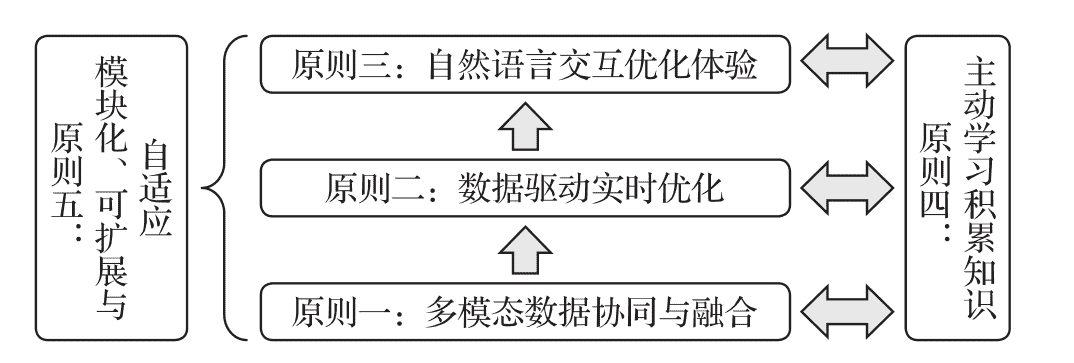 原则五：
模块化、可扩展与
自适应
原则三：自然语言交互优化体验
原则二：数据驱动实时优化
原则一：多模态数据协同与融合
原则四：
主动学习积累知识